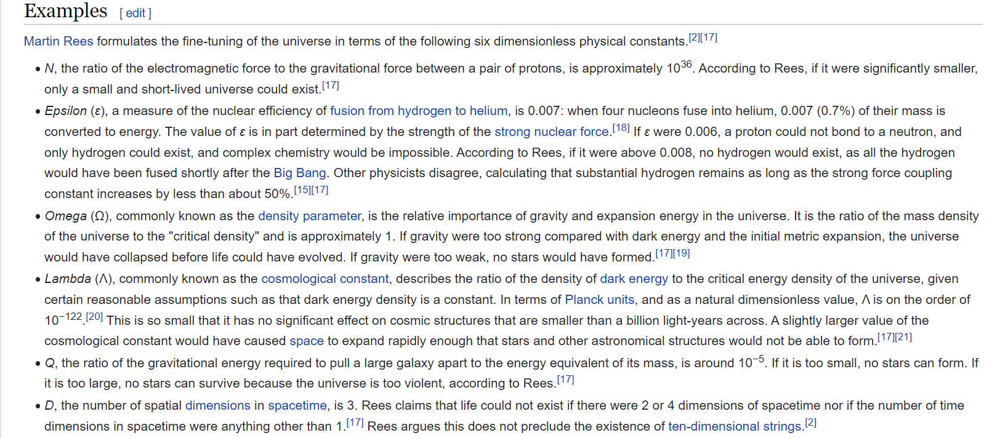 Examples [ edit ]
Martin Rees formulates the fine-tuning of the universe in terms of the following six dimensionless physical constants.[2][17]
• N, the ratio of the electromagnetic force to the gravitational force between a pair of protons, is approximately 10³⁶. According to Rees, if it were significantly smaller,
only a small and short-lived universe could exist.[17]
• Epsilon (ε), a measure of the nuclear efficiency of fusion from hydrogen to helium, is 0.007: when four nucleons fuse into helium, 0.007 (0.7%) of their mass is
converted to energy. The value of ε is in part determined by the strength of the strong nuclear force.[18] If ε were 0.006, a proton could not bond to a neutron, and
only hydrogen could exist, and complex chemistry would be impossible. According to Rees, if it were above 0.008, no hydrogen would exist, as all the hydrogen
would have been fused shortly after the Big Bang. Other physicists disagree, calculating that substantial hydrogen remains as long as the strong force coupling
constant increases by less than about 50%.[15][17]
• Omega (Ω), commonly known as the density parameter, is the relative importance of gravity and expansion energy in the universe. It is the ratio of the mass density
of the universe to the "critical density" and is approximately 1. If gravity were too strong compared with dark energy and the initial metric expansion, the universe
would have collapsed before life could have evolved. If gravity were too weak, no stars would have formed.[17][19]
• Lambda (Λ), commonly known as the cosmological constant, describes the ratio of the density of dark energy to the critical energy density of the universe, given
certain reasonable assumptions such as that dark energy density is a constant. In terms of Planck units, and as a natural dimensionless value, Λ is on the order of
10⁻¹²².[20] This is so small that it has no significant effect on cosmic structures that are smaller than a billion light-years across. A slightly larger value of the
cosmological constant would have caused space to expand rapidly enough that stars and other astronomical structures would not be able to form.[17][21]
• Q, the ratio of the gravitational energy required to pull a large galaxy apart to the energy equivalent of its mass, is around 10⁻⁵. If it is too small, no stars can form. If
it is too large, no stars can survive because the universe is too violent, according to Rees.[17]
• D, the number of spatial dimensions in spacetime, is 3. Rees claims that life could not exist if there were 2 or 4 dimensions of spacetime nor if the number of time
dimensions in spacetime were anything other than 1.[17] Rees argues this does not preclude the existence of ten-dimensional strings.[2]